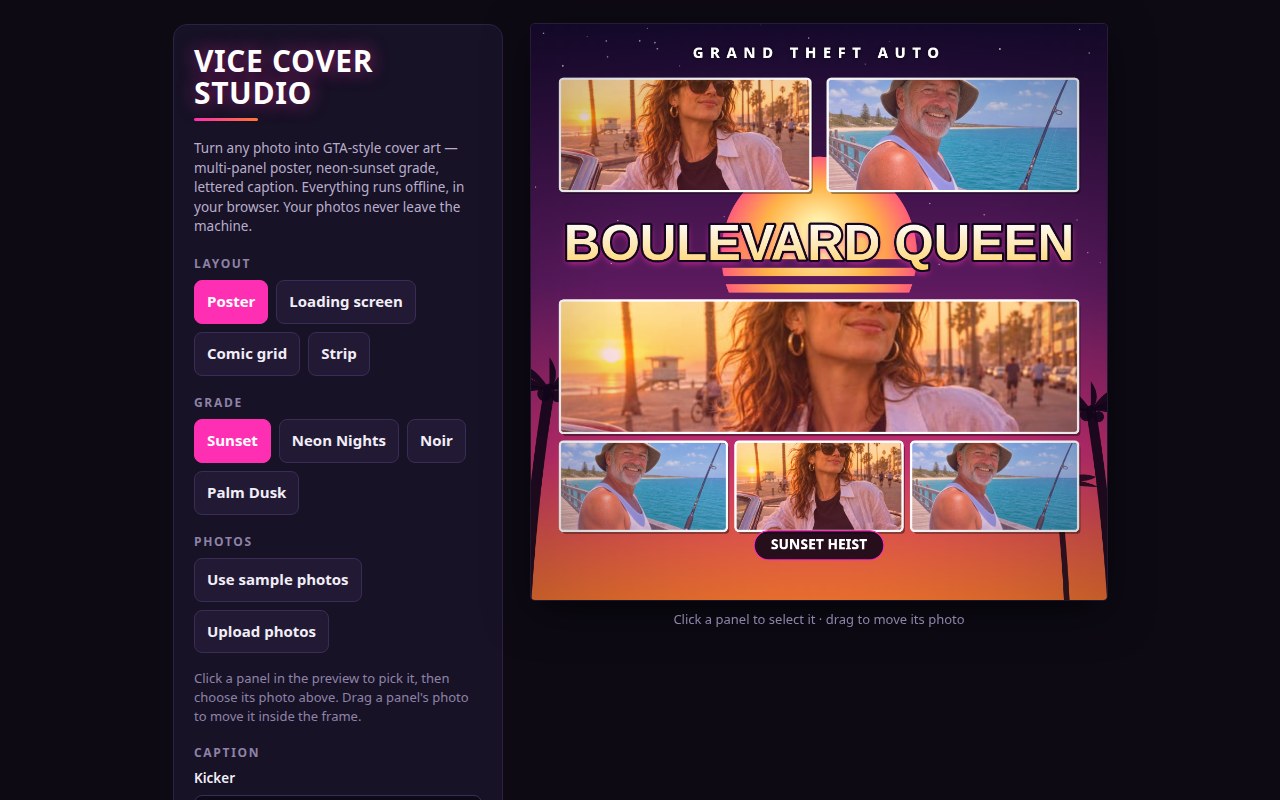 VICE COVER
STUDIO
Turn any photo into GTA-style cover art —
multi-panel poster, neon-sunset grade,
lettered caption. Everything runs offline, in
your browser. Your photos never leave the
machine.
LAYOUT
Poster
Loading screen
Comic grid
Strip
GRADE
Sunset
Neon Nights
Noir
Palm Dusk
PHOTOS
Use sample photos
Upload photos
Click a panel in the preview to pick it, then
choose its photo above. Drag a panel's photo
to move it inside the frame.
CAPTION
Kicker
GRAND THEFT AUTO
BOULEVARD QUEEN
SUNSET HEIST
Click a panel to select it · drag to move its photo